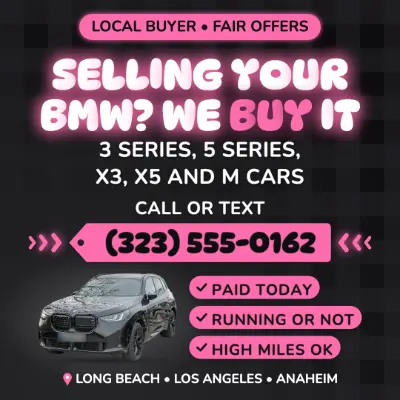 LOCAL BUYER • FAIR OFFERS
SELLING YOUR
BMW? WE BUY IT
3 SERIES, 5 SERIES,
X3, X5 AND M CARS
CALL OR TEXT
(323) 555-0162
PAID TODAY
RUNNING OR NOT
HIGH MILES OK
LONG BEACH • LOS ANGELES • ANAHEIM